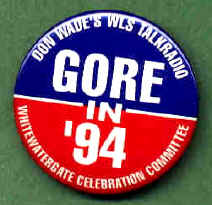 DON WADE'S WLS TALKRADIO
GORE
IN
'94
WHITEWATERGATE CELEBRATION COMMITTEE